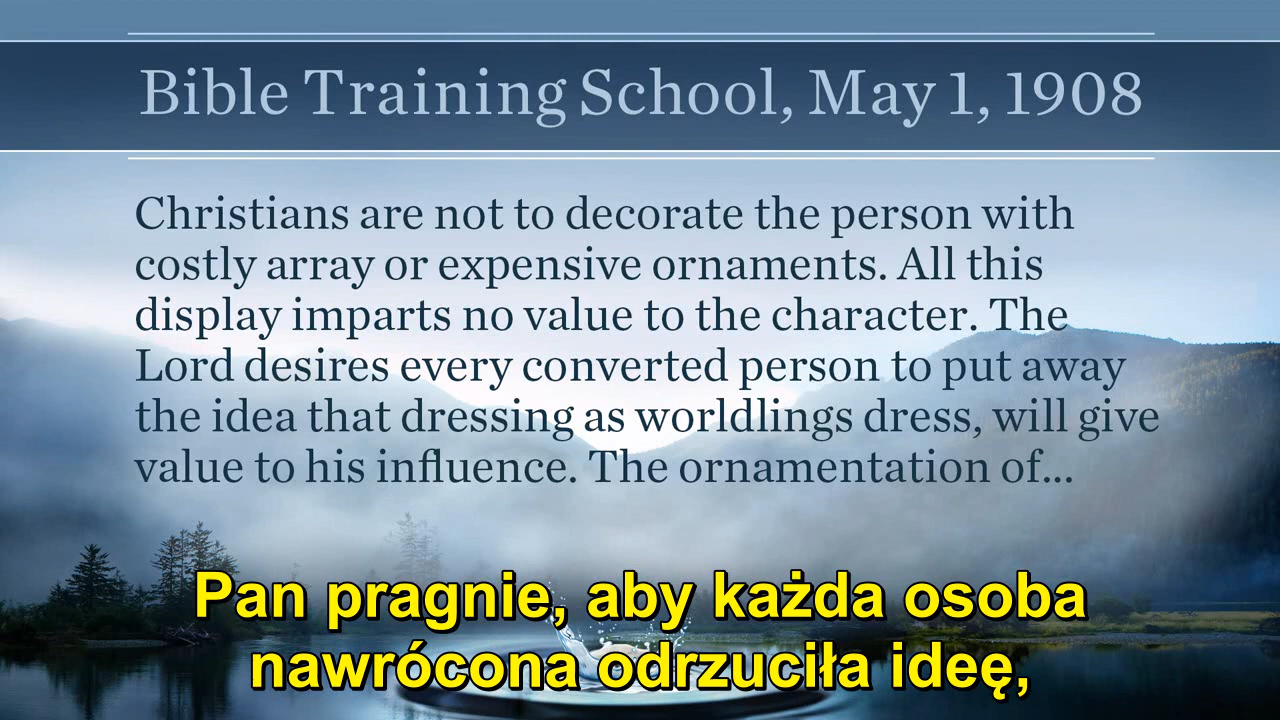 Bible Training School, May 1, 1908
Christians are not to decorate the person with
costly array or expensive ornaments. All this
display imparts no value to the character. The
Lord desires every converted person to put away
the idea that dressing as worldlings dress, will give
value to his influence. The ornamentation of...
Pan pragnie, aby każda osoba
nawrócona odrzuciła ideę,